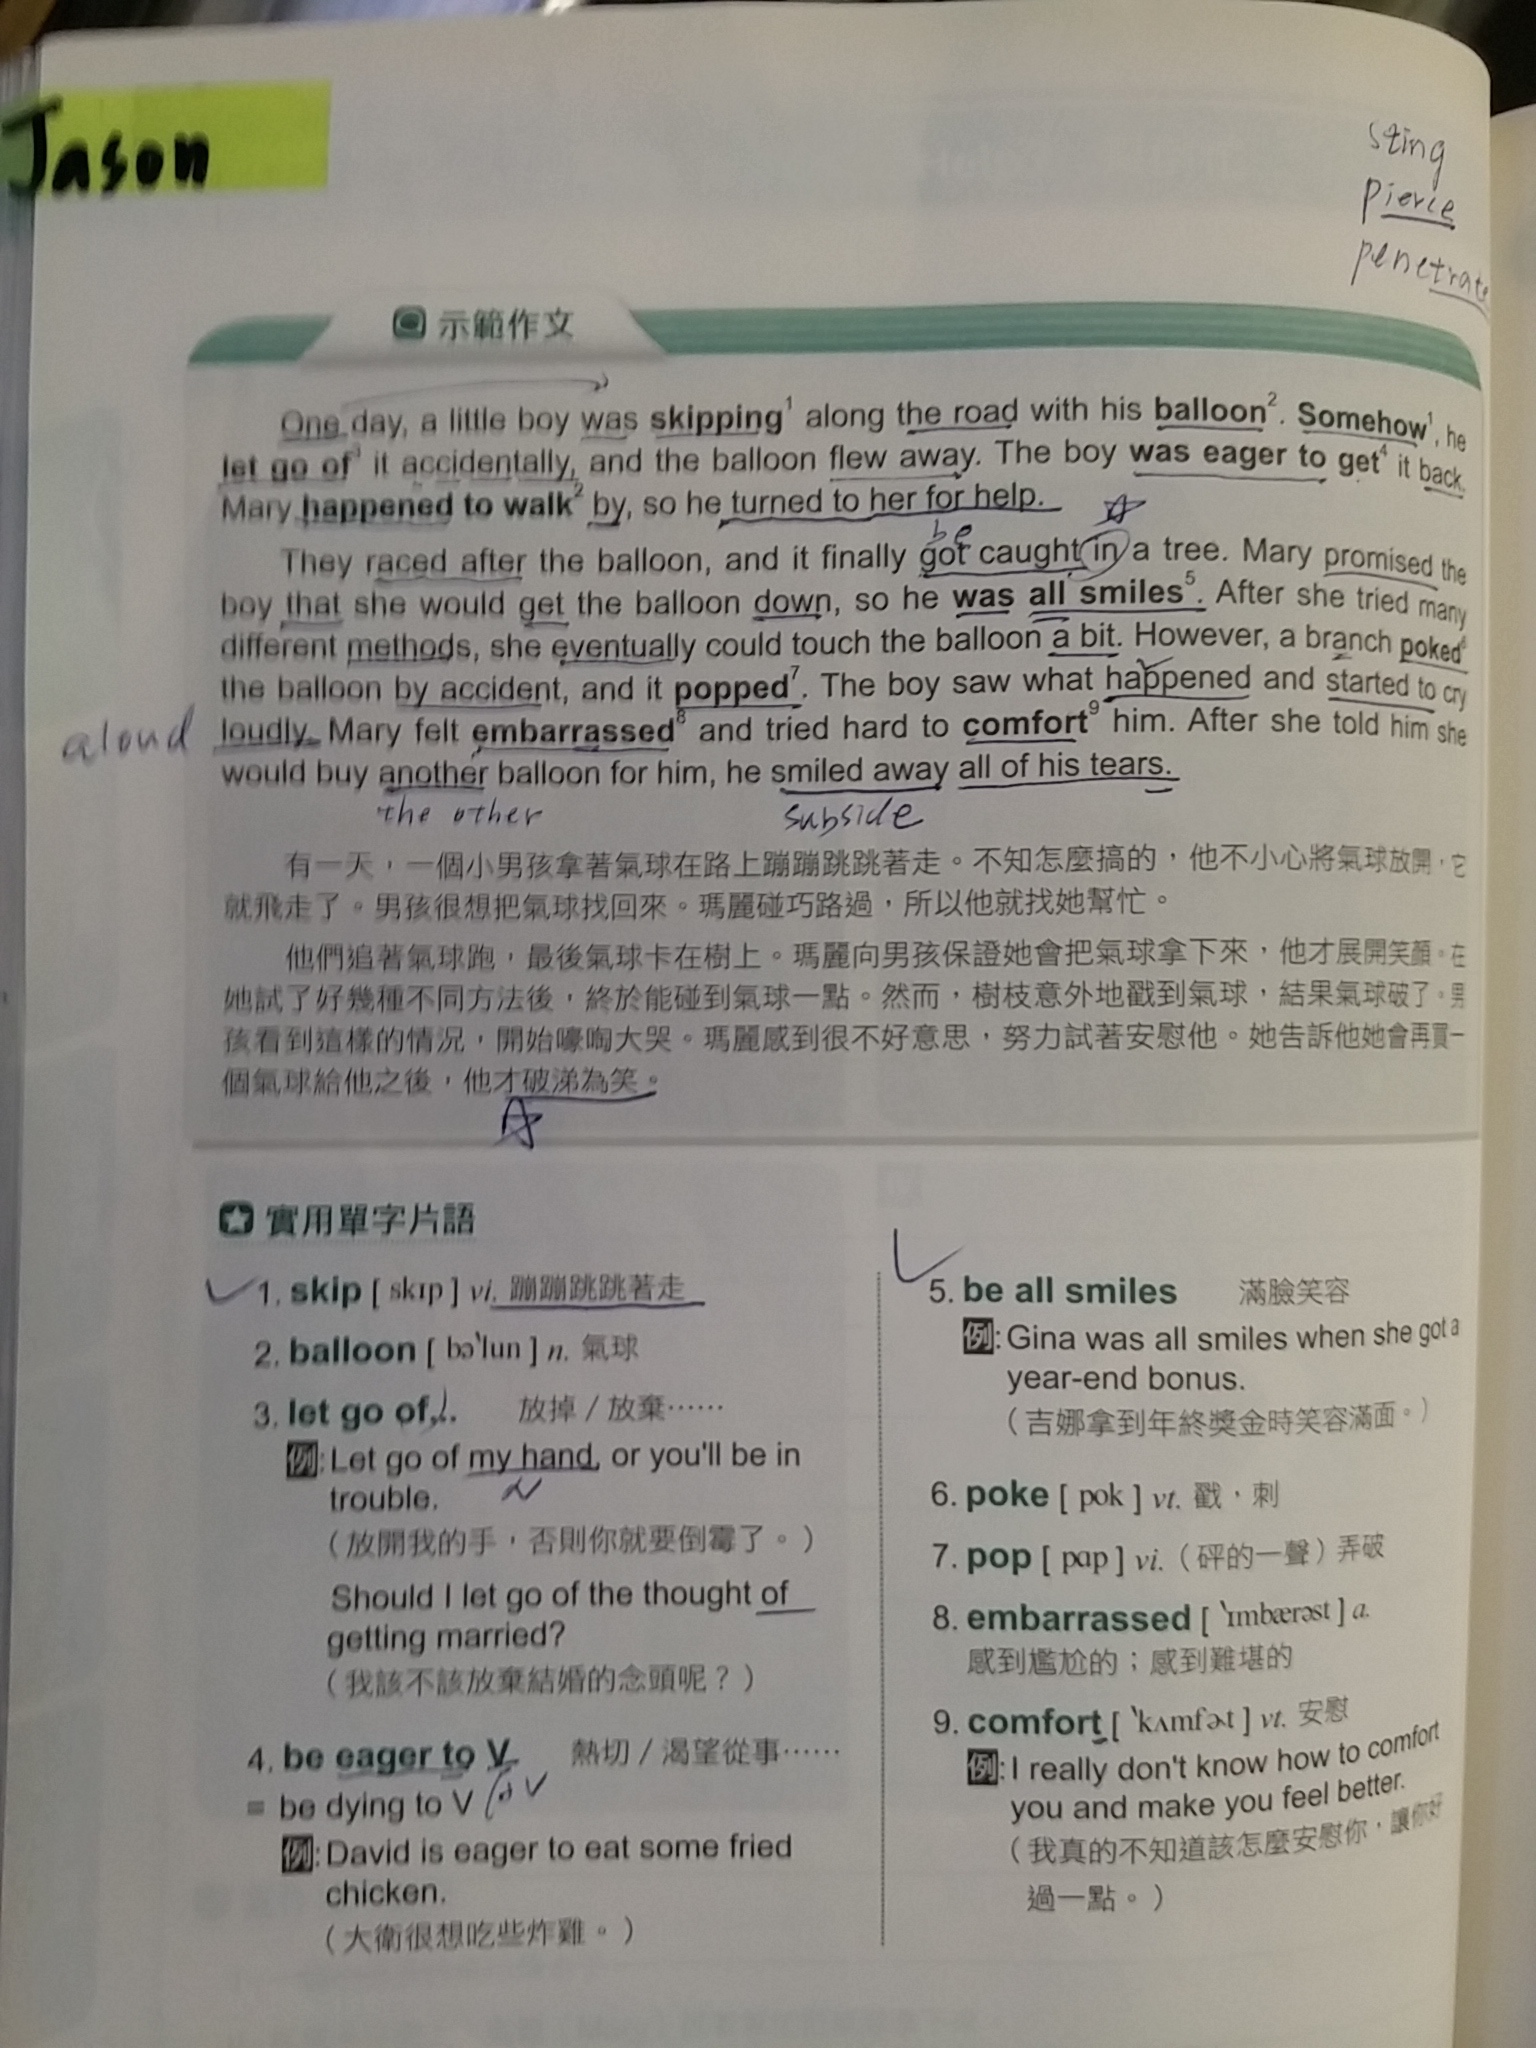 Jason
sting
pierce
penetrate
示範作文
One day, a little boy was skipping¹ along the road with his balloon². Somehow¹, he
let go of³ it accidentally, and the balloon flew away. The boy was eager to get⁴ it back.
Mary happened to walk² by, so he turned to her for help.
be
They raced after the balloon, and it finally got caught in a tree. Mary promised the
boy that she would get the balloon down, so he was all smiles⁵. After she tried many
different methods, she eventually could touch the balloon a bit. However, a branch poked⁶
the balloon by accident, and it popped⁷. The boy saw what happened and started to cry
aloud loudly. Mary felt embarrassed⁸ and tried hard to comfort⁹ him. After she told him she
would buy another balloon for him, he smiled away all of his tears.
the other subside
有一天，一個小男孩拿著氣球在路上蹦蹦跳跳著走。不知怎麼搞的，他不小心將氣球放開，它
就飛走了。男孩很想把氣球找回來。瑪麗碰巧路過，所以他就找她幫忙。
他們追著氣球跑，最後氣球卡在樹上。瑪麗向男孩保證她會把氣球拿下來，他才展開笑顏。在
她試了好幾種不同方法後，終於能碰到氣球一點。然而，樹枝意外地戳到氣球，結果氣球破了。男
孩看到這樣的情況，開始嚎啕大哭。瑪麗感到很不好意思，努力試著安慰他。她告訴他她會再買一
個氣球給他之後，他才破涕為笑。
實用單字片語
1. skip [ skɪp ] vi. 蹦蹦跳跳著走
2. balloon [ bəˋlun ] n. 氣球
3. let go of... 放掉 / 放棄……
例: Let go of my hand, or you'll be in
trouble.
（放開我的手，否則你就要倒霉了。）
Should I let go of the thought of
getting married?
（我該不該放棄結婚的念頭呢？）
4. be eager to V 熱切 / 渴望從事……
= be dying to V
例: David is eager to eat some fried
chicken.
（大衛很想吃些炸雞。）
5. be all smiles 滿臉笑容
例: Gina was all smiles when she got a
year-end bonus.
（吉娜拿到年終獎金時笑容滿面。）
6. poke [ pok ] vt. 戳，刺
7. pop [ pɑp ] vi.（砰的一聲）弄破
8. embarrassed [ ˋɪmbærəst ] a.
感到尷尬的；感到難堪的
9. comfort [ ˋkʌmfɚt ] vt. 安慰
例: I really don't know how to comfort
you and make you feel better.
（我真的不知道該怎麼安慰你，讓你好
過一點。）